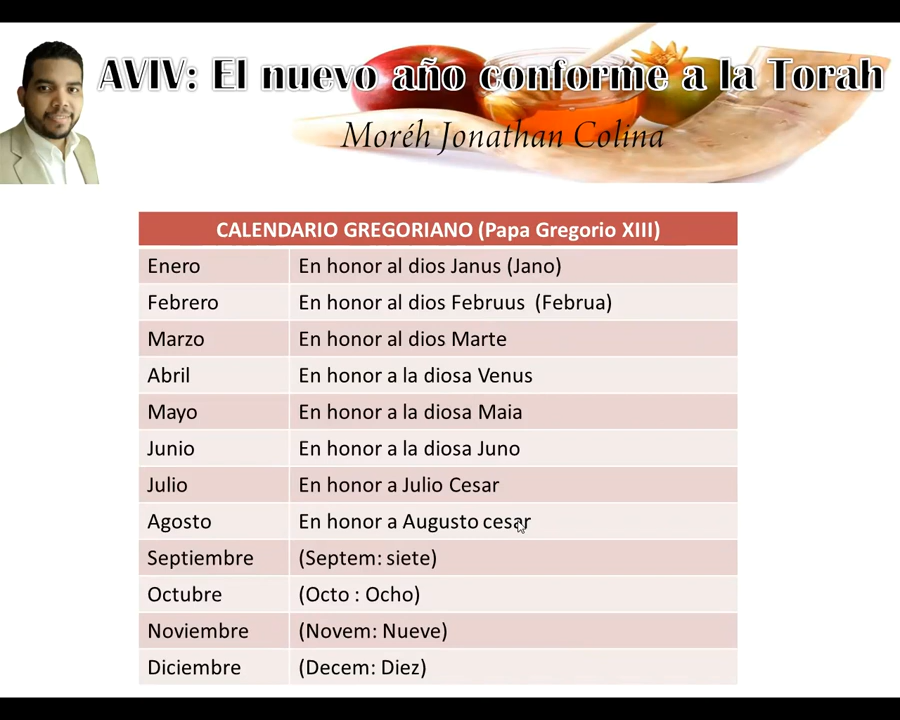 AVIV: El nuevo año conforme a la Torah
Moréh Jonathan Colina
CALENDARIO GREGORIANO (Papa Gregorio XIII)
Enero En honor al dios Janus (Jano)
Febrero En honor al dios Februus (Februa)
Marzo En honor al dios Marte
Abril En honor a la diosa Venus
Mayo En honor a la diosa Maia
Junio En honor a la diosa Juno
Julio En honor a Julio Cesar
Agosto En honor a Augusto cesar
Septiembre (Septem: siete)
Octubre (Octo : Ocho)
Noviembre (Novem: Nueve)
Diciembre (Decem: Diez)